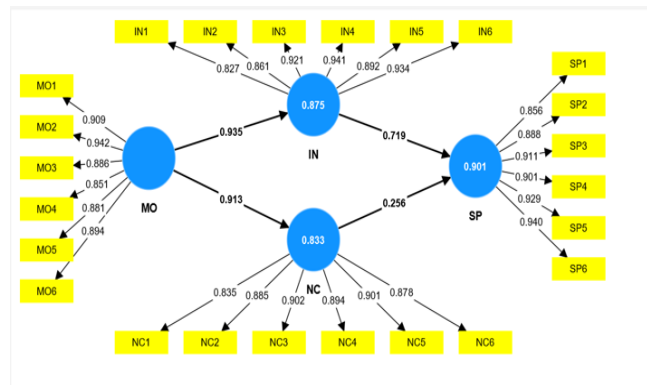 IN1 IN2 IN3 IN4 IN5 IN6
0.827 0.861 0.921 0.941 0.892 0.934
SP1
MO1
0.875
0.856
SP2
0.909
0.888
MO2
0.935
0.719
0.942
IN
0.911
SP3
MO3
0.886
0.901
0.901
SP4
0.851
SP
MO4
0.913
0.256
0.929
0.881
MO
SP5
0.940
MO5
0.894
0.833
SP6
MO6
NC
0.835 0.885 0.902 0.894 0.901 0.878
NC1 NC2 NC3 NC4 NC5 NC6